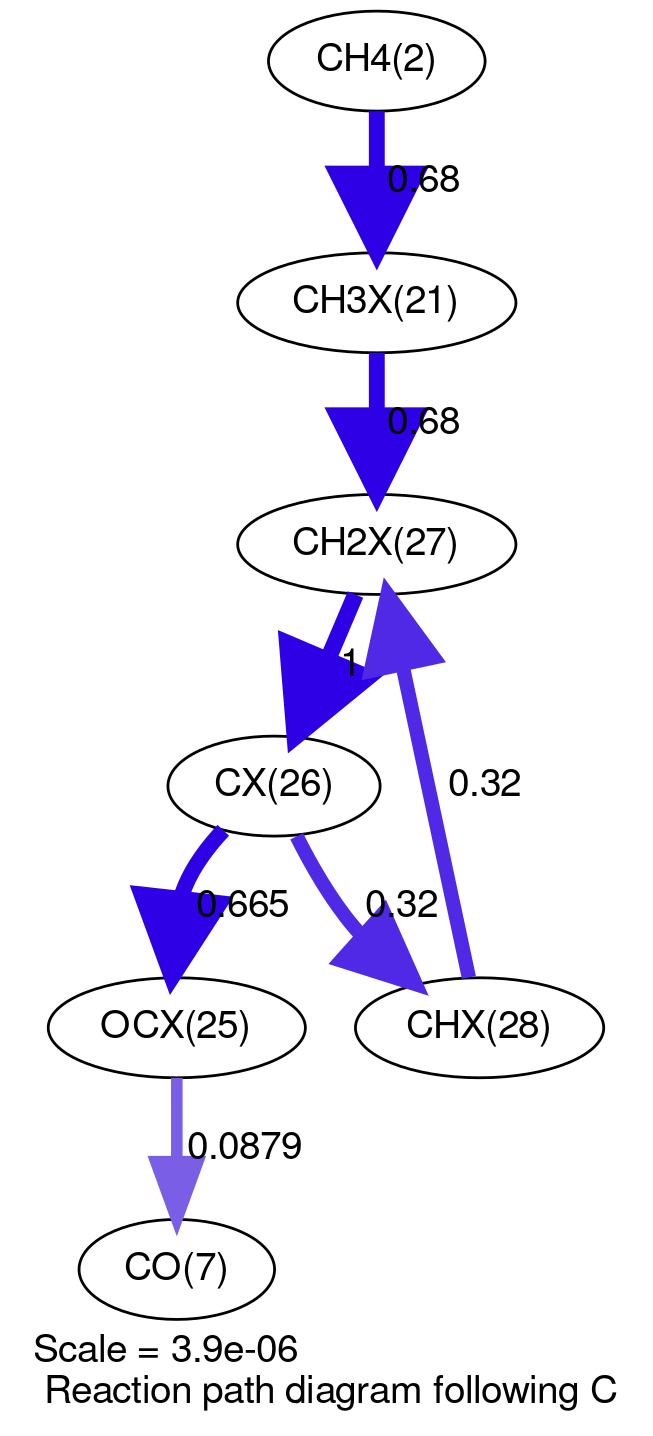 CH4(2)
0.68
CH3X(21)
0.68
CH2X(27)
1
0.32
CX(26)
0.665
0.32
OCX(25)
CHX(28)
0.0879
CO(7)
Scale = 3.9e-06
Reaction path diagram following C